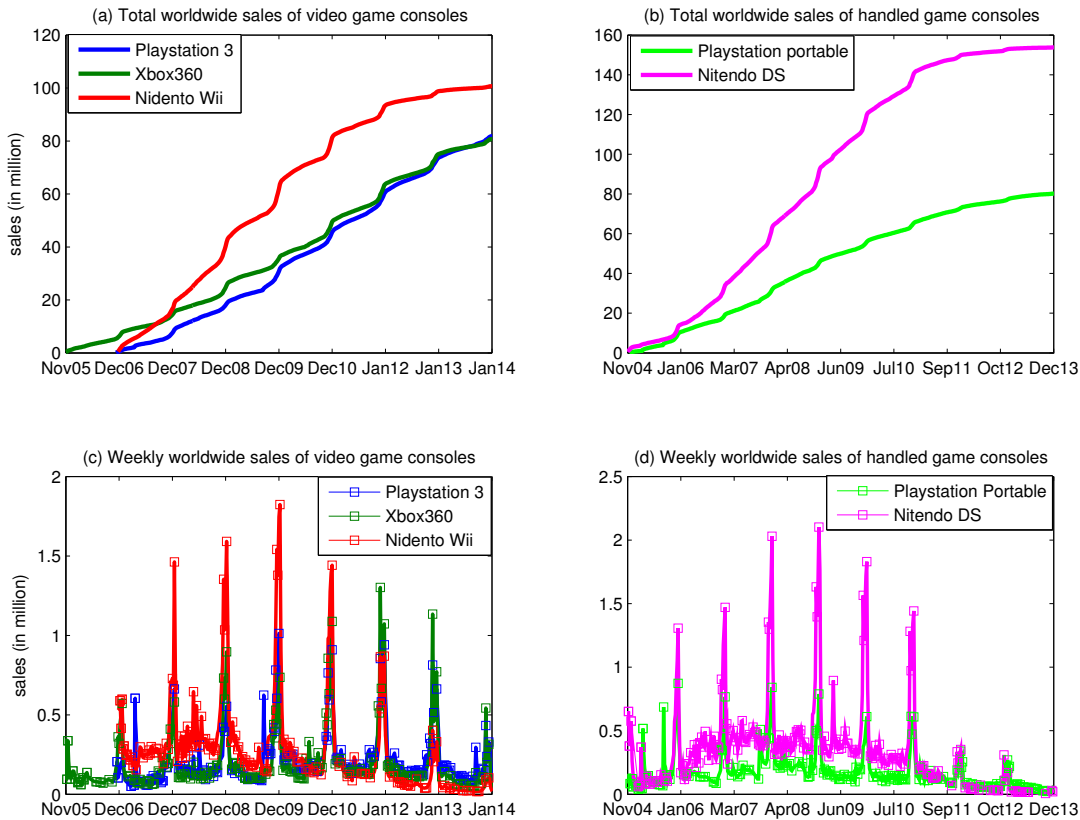 (a) Total worldwide sales of video game consoles
120
100
80
60
40
20
0
sales (in million)
Playstation 3
Xbox360
Nidento Wii
Nov05 Dec06 Dec07 Dec08 Dec09 Dec10 Jan12 Jan13 Jan14
(b) Total worldwide sales of handled game consoles
160
140
120
100
80
60
40
20
0
Playstation portable
Nitendo DS
Nov04 Jan06 Mar07 Apr08 Jun09 Jul10 Sep11 Oct12 Dec13
(c) Weekly worldwide sales of video game consoles
2
1.5
1
0.5
0
sales (in million)
Playstation 3
Xbox360
Nidento Wii
Nov05 Dec06 Dec07 Dec08 Dec09 Dec10 Jan12 Jan13 Jan14
(d) Weekly worldwide sales of handled game consoles
2.5
2
1.5
1
0.5
0
Playstation Portable
Nitendo DS
Nov04 Jan06 Mar07 Apr08 Jun09 Jul10 Sep11 Oct12 Dec13